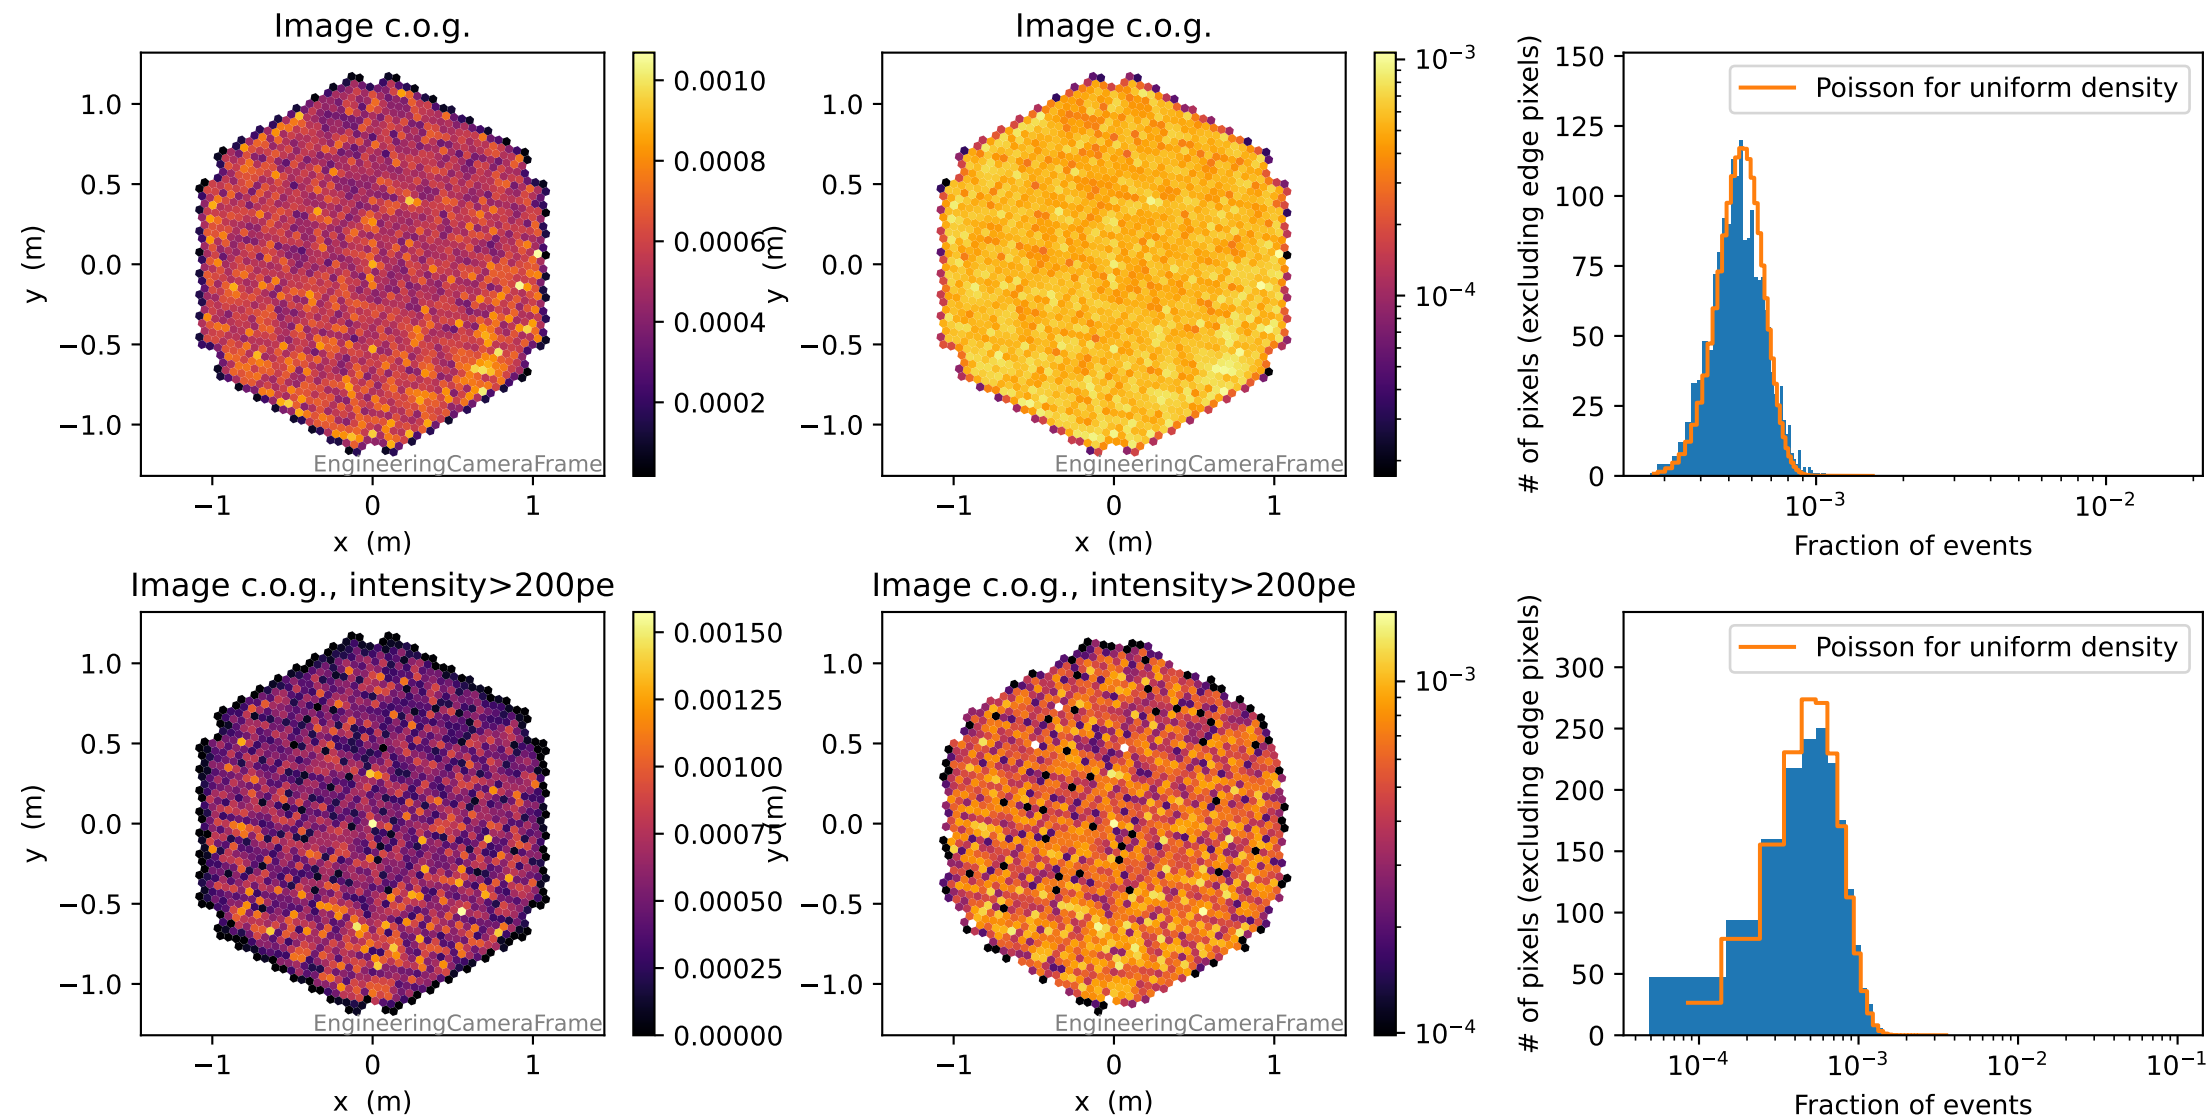 Image c.o.g.
1.0
0.5
0.0
−0.5
−1.0
y (m)
−1 0 1
x (m)
EngineeringCameraFrame
0.0010
0.0008
0.0006
0.0004
0.0002
Image c.o.g.
1.0
0.5
0.0
−0.5
−1.0
y (m)
−1 0 1
x (m)
EngineeringCameraFrame
10⁻³
10⁻⁴
150
125
100
75
50
25
0
# of pixels (excluding edge pixels)
Poisson for uniform density
10⁻³ 10⁻²
Fraction of events
Image c.o.g., intensity>200pe
1.0
0.5
0.0
−0.5
−1.0
y (m)
−1 0 1
x (m)
EngineeringCameraFrame
0.00150
0.00125
0.00100
0.00075
0.00050
0.00025
0.00000
Image c.o.g., intensity>200pe
1.0
0.5
0.0
−0.5
−1.0
y (m)
−1 0 1
x (m)
EngineeringCameraFrame
10⁻³
10⁻⁴
300
250
200
150
100
50
0
# of pixels (excluding edge pixels)
Poisson for uniform density
10⁻⁴ 10⁻³ 10⁻² 10⁻¹
Fraction of events